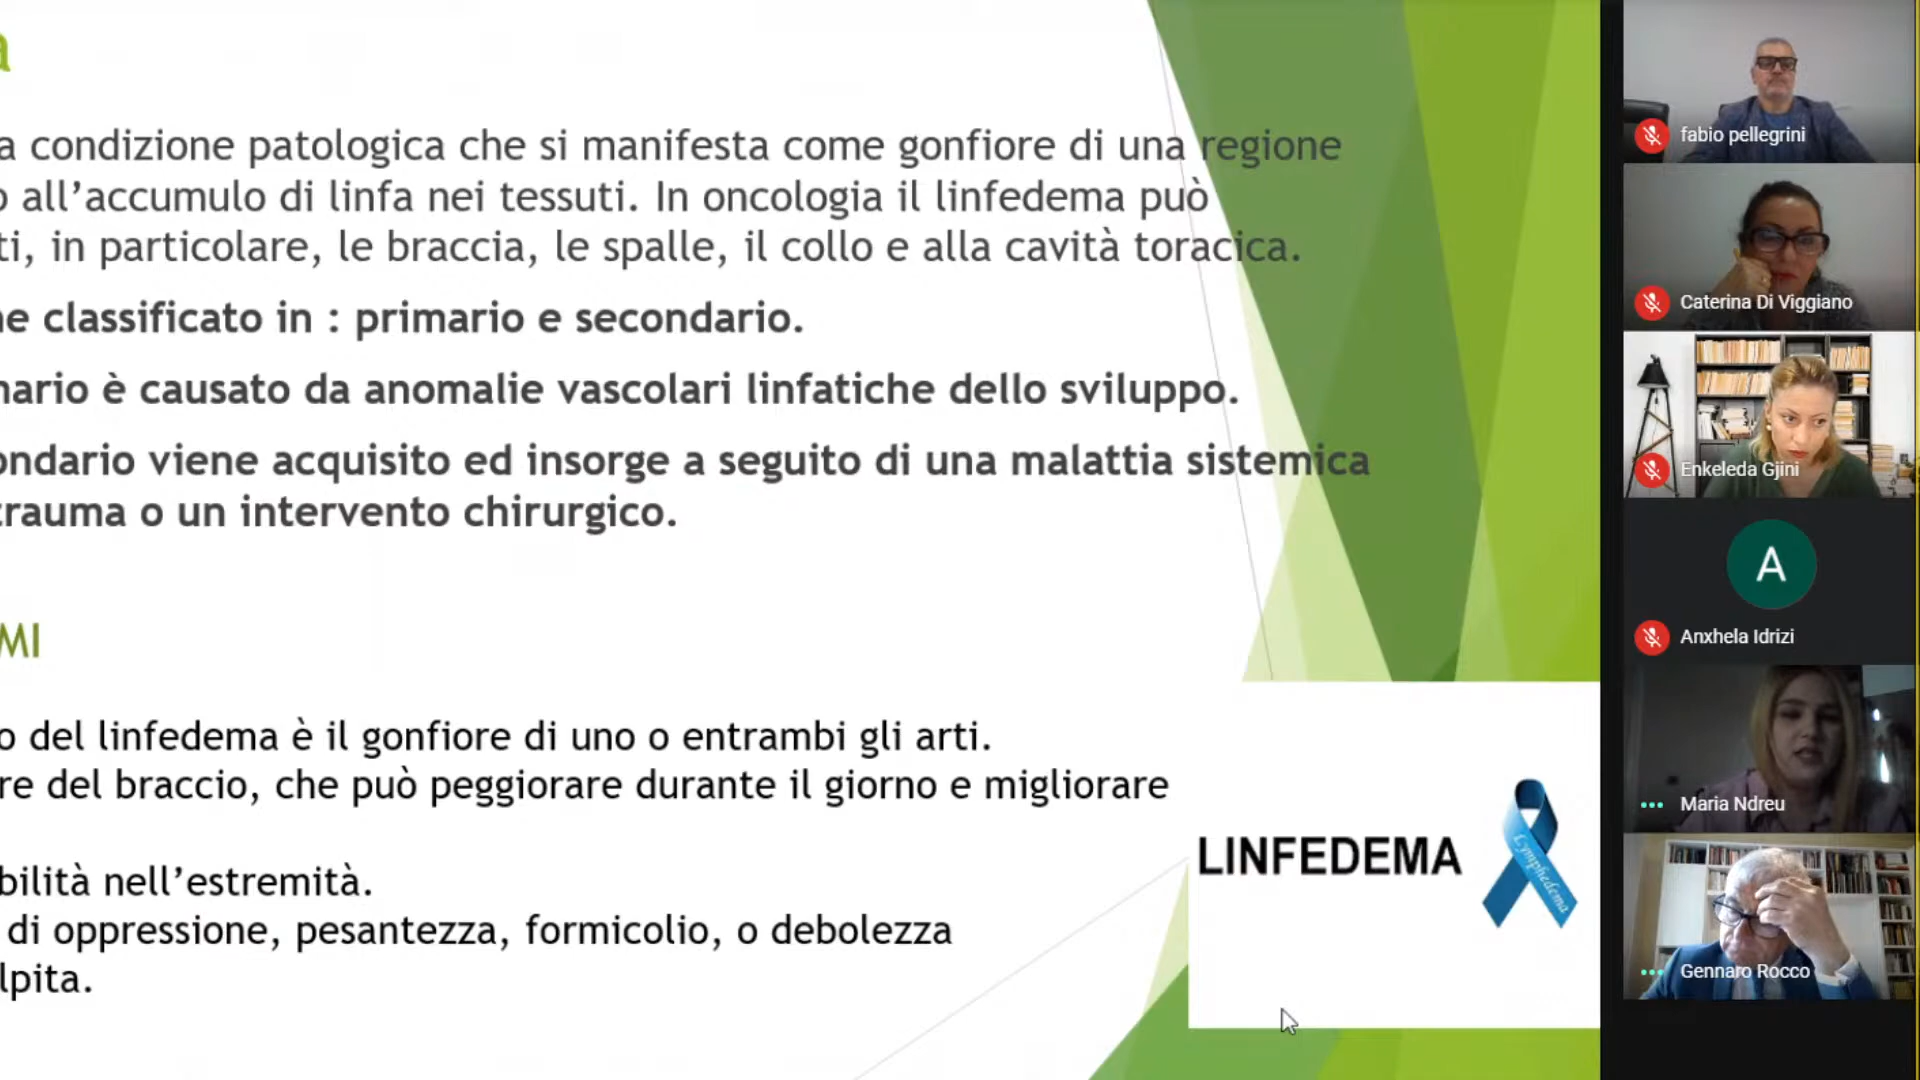 a condizione patologica che si manifesta come gonfiore di una regione
o all’accumulo di linfa nei tessuti. In oncologia il linfedema può
ti, in particolare, le braccia, le spalle, il collo e alla cavità toracica.
ne classificato in : primario e secondario.
nario è causato da anomalie vascolari linfatiche dello sviluppo.
ondario viene acquisito ed insorge a seguito di una malattia sistemica
trauma o un intervento chirurgico.
MI
o del linfedema è il gonfiore di uno o entrambi gli arti.
re del braccio, che può peggiorare durante il giorno e migliorare
bilità nell’estremità.
di oppressione, pesantezza, formicolio, o debolezza
lpita.
LINFEDEMA
Lymphedema
fabio pellegrini
Caterina Di Viggiano
Enkeleda Gjini
A
Anxhela Idrizi
Maria Ndreu
Gennaro Rocco